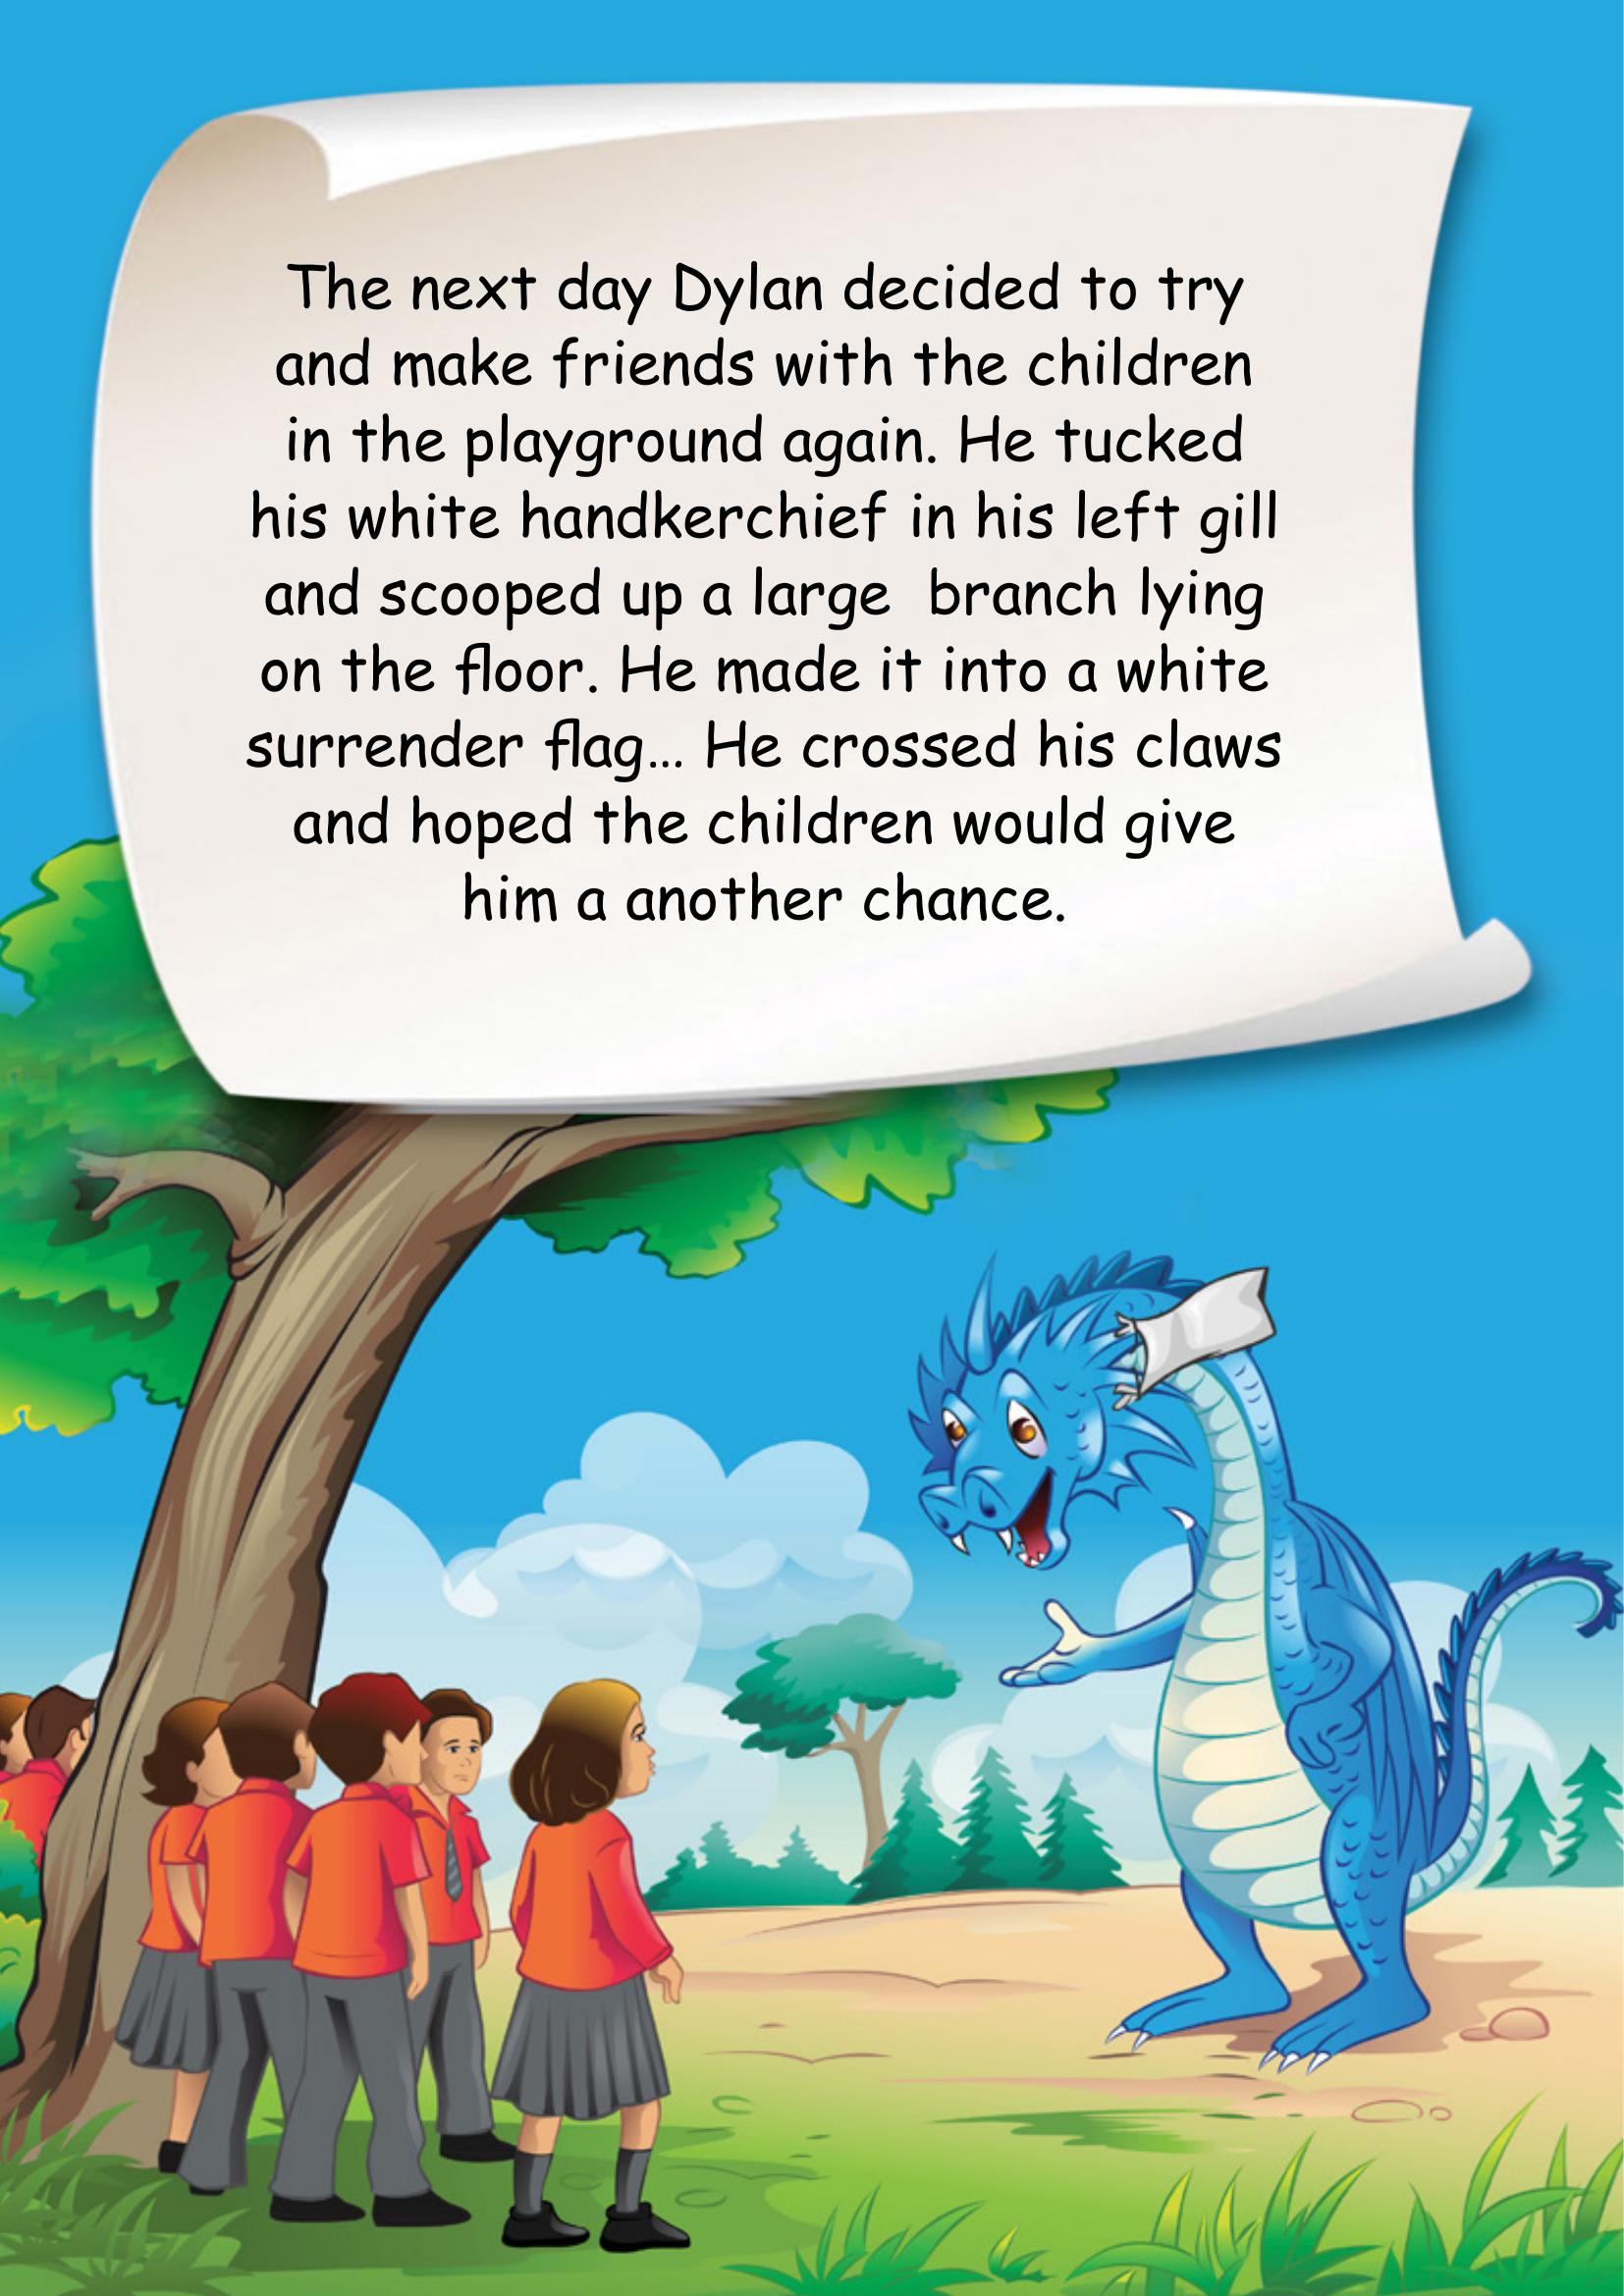 The next day Dylan decided to try
and make friends with the children
in the playground again. He tucked
his white handkerchief in his left gill
and scooped up a large  branch lying
on the floor. He made it into a white
surrender flag... He crossed his claws
and hoped the children would give
him a another chance.